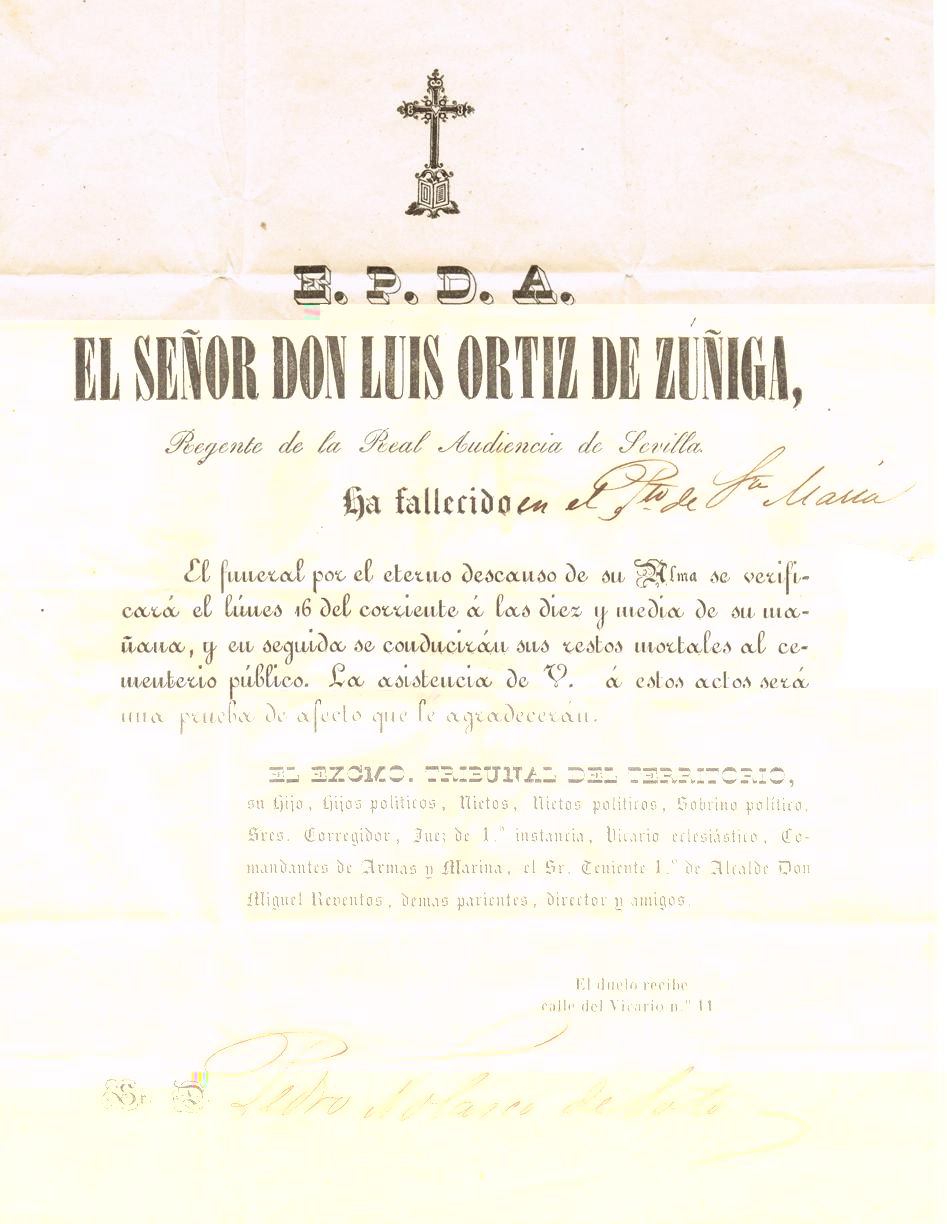 E. P. D. A.
EL SEÑOR DON LUIS ORTIZ DE ZÚÑIGA,
Regente de la Real Audiencia de Sevilla.
Ha fallecido en el Pto de Sta María
El funeral por el eterno descanso de su Alma se verifi-
cará el lúnes 16 del corriente á las diez y media de su ma-
ñana, y en seguida se conducirán sus restos mortales al ce-
menterio público. La asistencia de V. á estos actos será
una prueba de afecto que le agradecerán.
EL EXCMO. TRIBUNAL DEL TERRITORIO,
su Hijo, Hijos políticos, Nietos, Nietos políticos, Sobrino político,
Sres. Corregidor, Juez de 1.ª instancia, Vicario eclesiástico, Co-
mandantes de Armas y Marina, el Sr. Teniente 1.º de Alcalde Don
Miguel Reventos, demas parientes, director y amigos.
El duelo recibe
calle del Vicario n.º 11
Sr. D. Pedro Nolasco de Soto